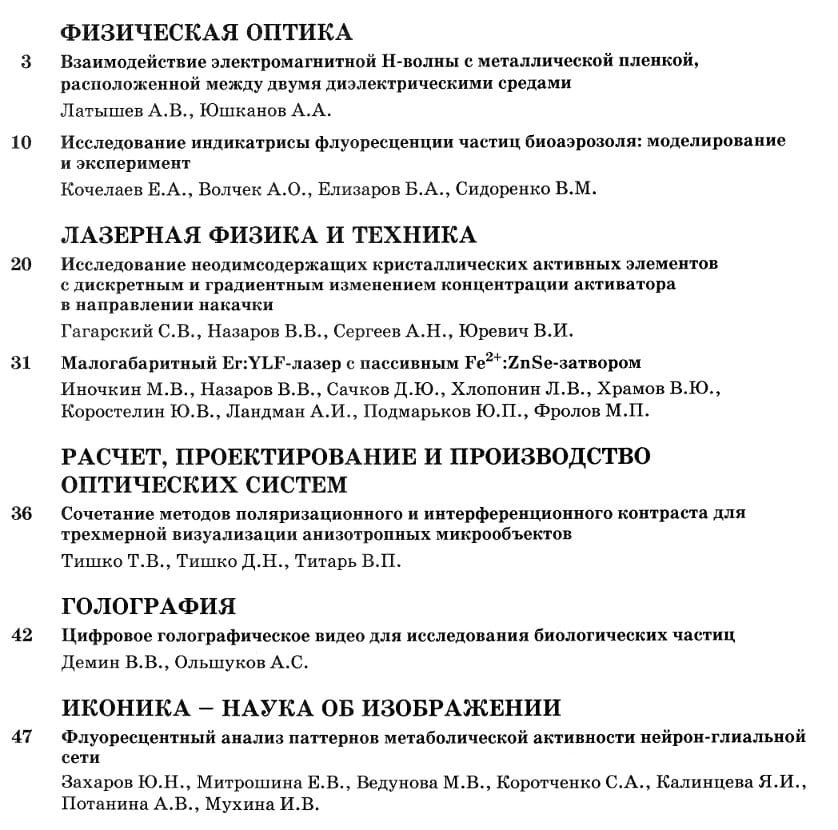 ФИЗИЧЕСКАЯ ОПТИКА
3 Взаимодействие электромагнитной Н-волны с металлической пленкой,
расположенной между двумя диэлектрическими средами
Латышев А.В., Юшканов А.А.
10 Исследование индикатрисы флуоресценции частиц биоаэрозоля: моделирование
и эксперимент
Кочелаев Е.А., Волчек А.О., Елизаров Б.А., Сидоренко В.М.
ЛАЗЕРНАЯ ФИЗИКА И ТЕХНИКА
20 Исследование неодимсодержащих кристаллических активных элементов
с дискретным и градиентным изменением концентрации активатора
в направлении накачки
Гагарский С.В., Назаров В.В., Сергеев А.Н., Юревич В.И.
31 Малогабаритный Er:YLF-лазер с пассивным Fe²⁺:ZnSe-затвором
Иночкин М.В., Назаров В.В., Сачков Д.Ю., Хлопонин Л.В., Храмов В.Ю.,
Коростелин Ю.В., Ландман А.И., Подмарьков Ю.П., Фролов М.П.
РАСЧЕТ, ПРОЕКТИРОВАНИЕ И ПРОИЗВОДСТВО
ОПТИЧЕСКИХ СИСТЕМ
36 Сочетание методов поляризационного и интерференционного контраста для
трехмерной визуализации анизотропных микрообъектов
Тишко Т.В., Тишко Д.Н., Титарь В.П.
ГОЛОГРАФИЯ
42 Цифровое голографическое видео для исследования биологических частиц
Демин В.В., Ольшуков А.С.
ИКОНИКА – НАУКА ОБ ИЗОБРАЖЕНИИ
47 Флуоресцентный анализ паттернов метаболической активности нейрон-глиальной
сети
Захаров Ю.Н., Митрошина Е.В., Ведунова М.В., Коротченко С.А., Калинцева Я.И.,
Потанина А.В., Мухина И.В.